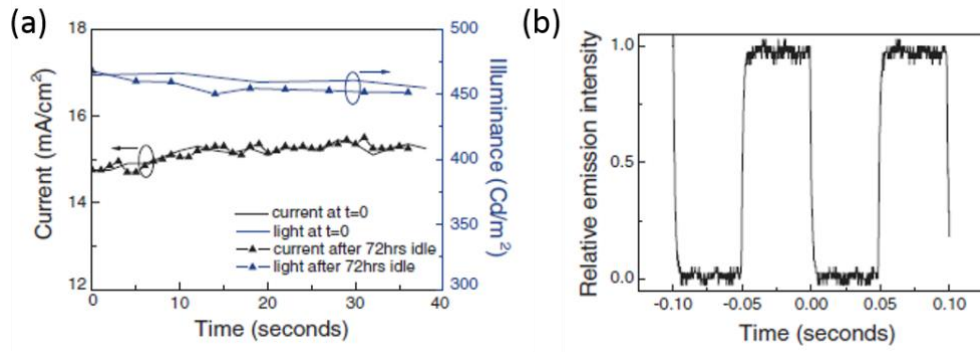 (a)
Current (mA/cm²)
18
16
14
12
500
450
400
350
300
Illuminance (Cd/m²)
current at t=0
light at t=0
current after 72hrs idle
light after 72hrs idle
0
10
20
30
40
Time (seconds)
(b)
Relative emission intensity
1.0
0.5
0.0
-0.10
-0.05
0.00
0.05
0.10
Time (seconds)